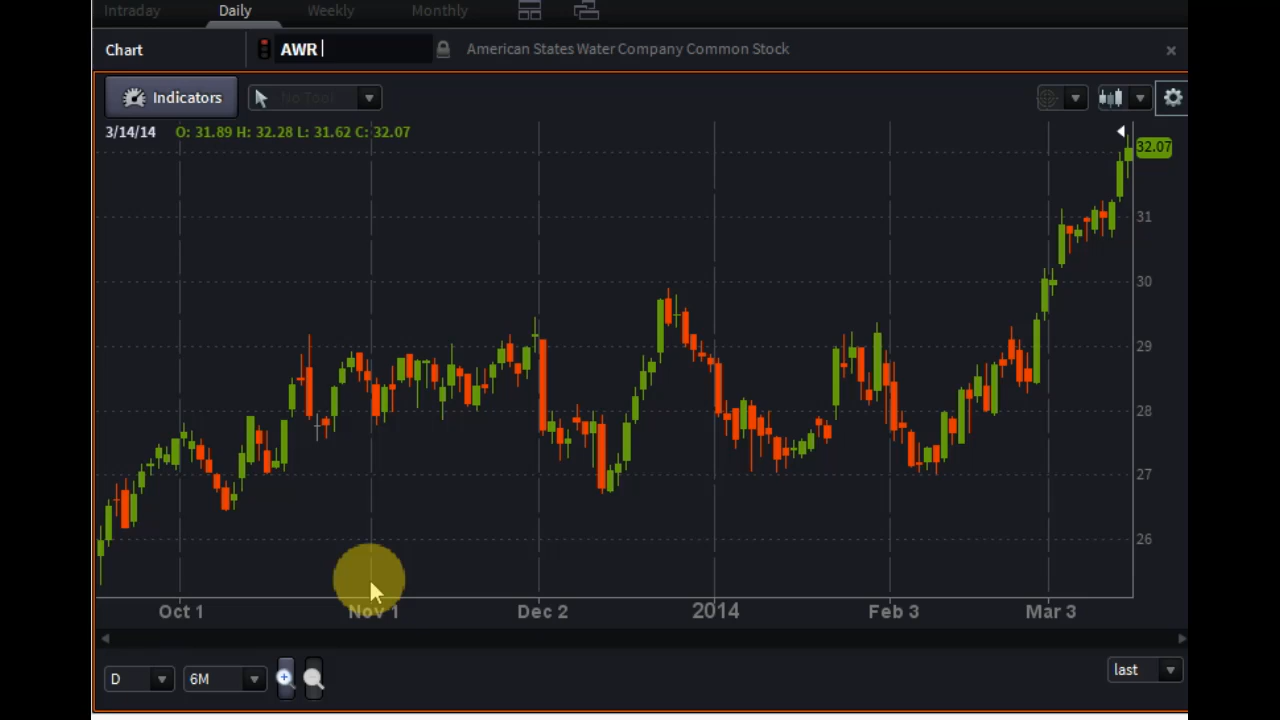 Intraday Daily Weekly Monthly
Chart AWR American States Water Company Common Stock
Indicators No Tool
3/14/14 O: 31.89 H: 32.28 L: 31.62 C: 32.07
32.07
31
30
29
28
27
26
Oct 1 Nov 1 Dec 2 2014 Feb 3 Mar 3
D 6M last